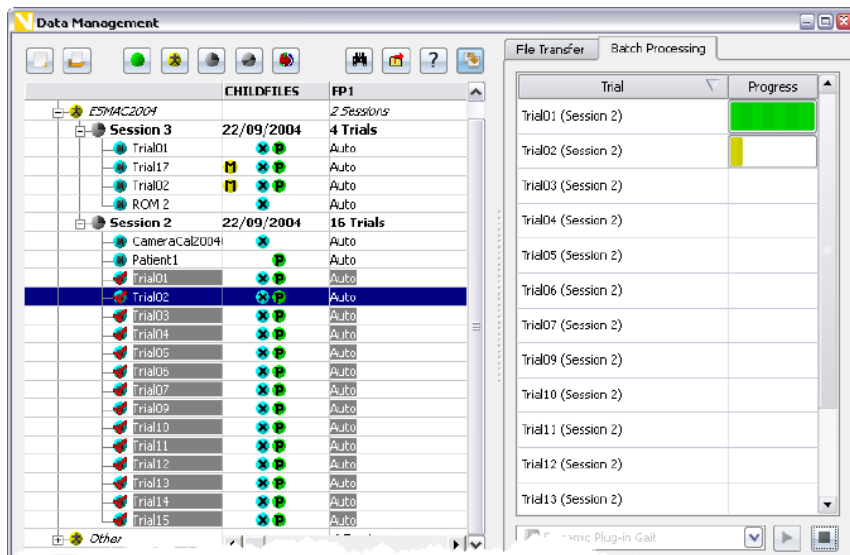 Data Management
File Transfer
Batch Processing
?
CHILDFILES FP1
ESMAC2004 2 Sessions
Session 3 22/09/2004 4 Trials
Trial01 X P Auto
Trial17 M X P Auto
Trial02 M X P Auto
ROM 2 X Auto
Session 2 22/09/2004 16 Trials
CameraCal2004 X Auto
Patient1 P Auto
Trial01 X P Auto
Trial02 X P Auto
Trial03 X P Auto
Trial04 X P Auto
Trial05 X P Auto
Trial06 X P Auto
Trial07 X P Auto
Trial09 X P Auto
Trial10 X P Auto
Trial11 X P Auto
Trial12 X P Auto
Trial13 X P Auto
Trial14 X P Auto
Trial15 X P Auto
Other
Trial Progress
Trial01 (Session 2)
Trial02 (Session 2)
Trial03 (Session 2)
Trial04 (Session 2)
Trial05 (Session 2)
Trial06 (Session 2)
Trial07 (Session 2)
Trial09 (Session 2)
Trial10 (Session 2)
Trial11 (Session 2)
Trial12 (Session 2)
Trial13 (Session 2)
Plug-in Gait